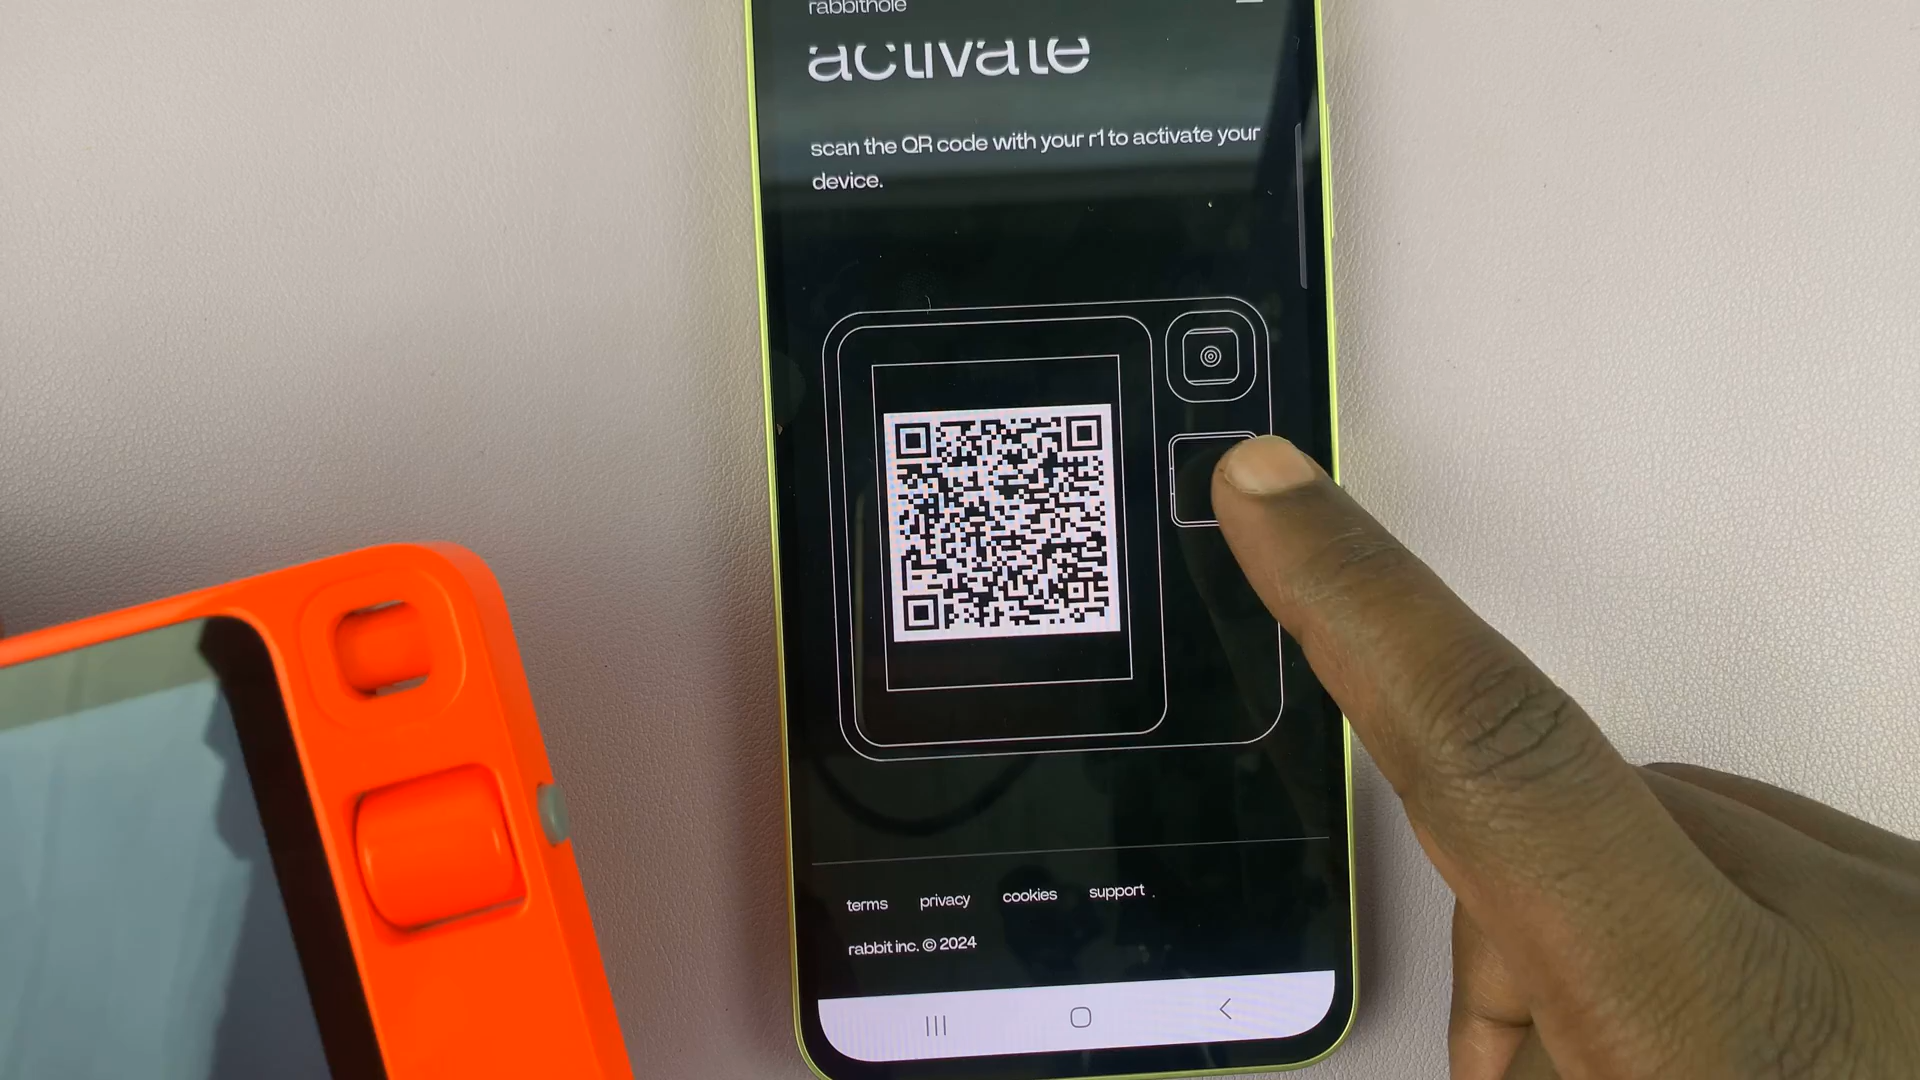 rabbithole
activate
scan the QR code with your r1 to activate your
device.
terms privacy cookies support
rabbit inc. © 2024